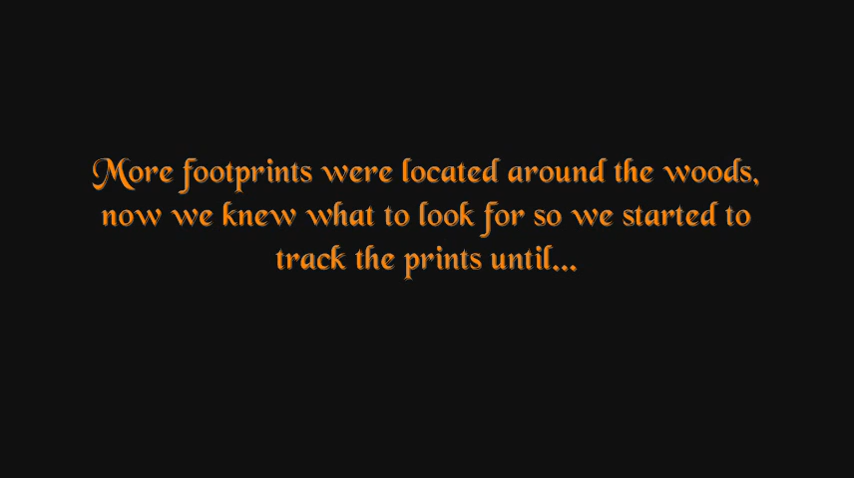 More footprints were located around the woods,
now we knew what to look for so we started to
track the prints until...